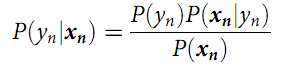 P(yₙ|xₙ) = P(yₙ)P(xₙ|yₙ) / P(xₙ)